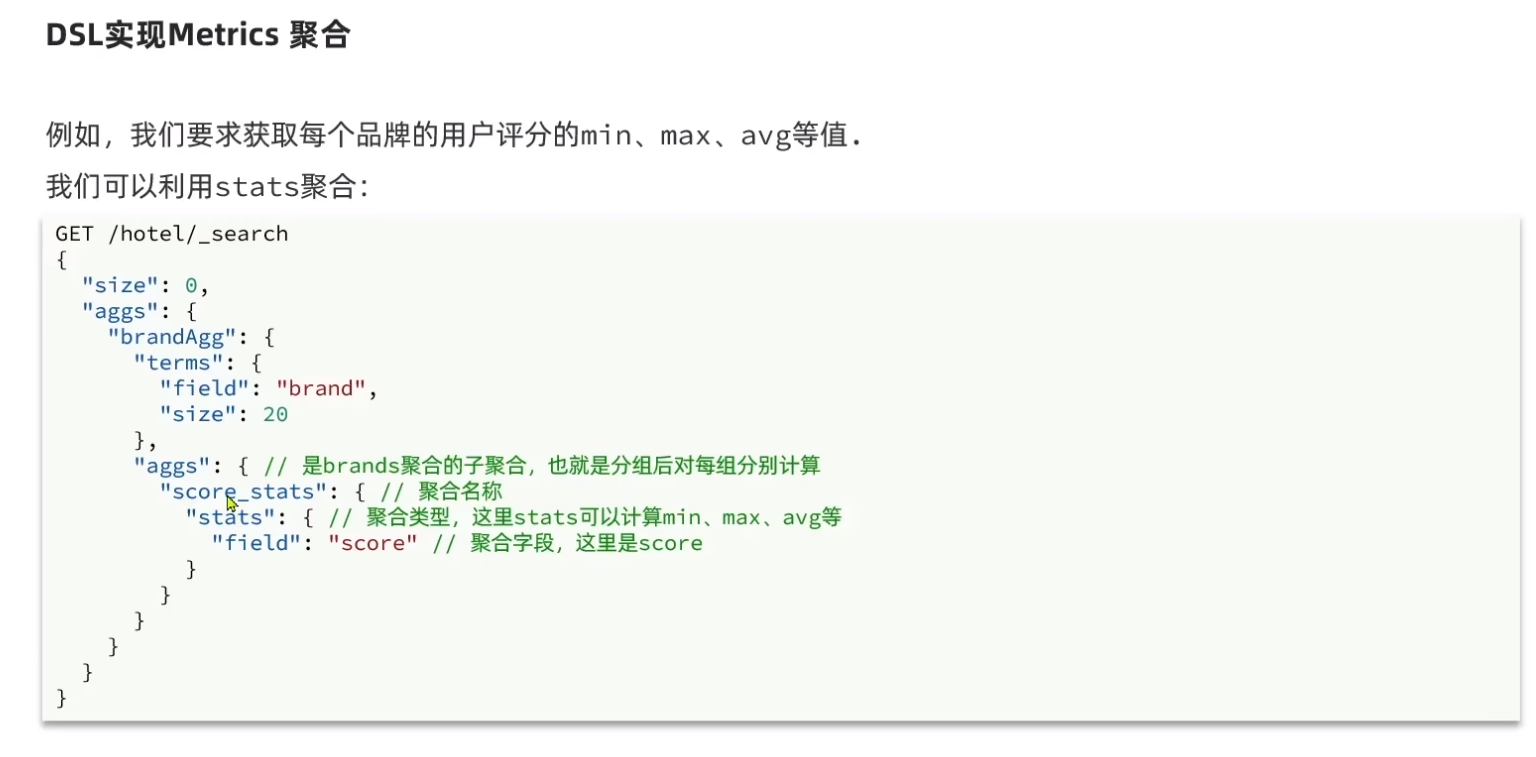 DSL实现Metrics 聚合
例如，我们要求获取每个品牌的用户评分的min、max、avg等值.
我们可以利用stats聚合：
GET /hotel/_search
{
  "size": 0,
  "aggs": {
    "brandAgg": {
      "terms": {
        "field": "brand",
        "size": 20
      },
      "aggs": { // 是brands聚合的子聚合，也就是分组后对每组分别计算
        "score_stats": { // 聚合名称
          "stats": { // 聚合类型，这里stats可以计算min、max、avg等
            "field": "score" // 聚合字段，这里是score
          }
        }
      }
    }
  }
}